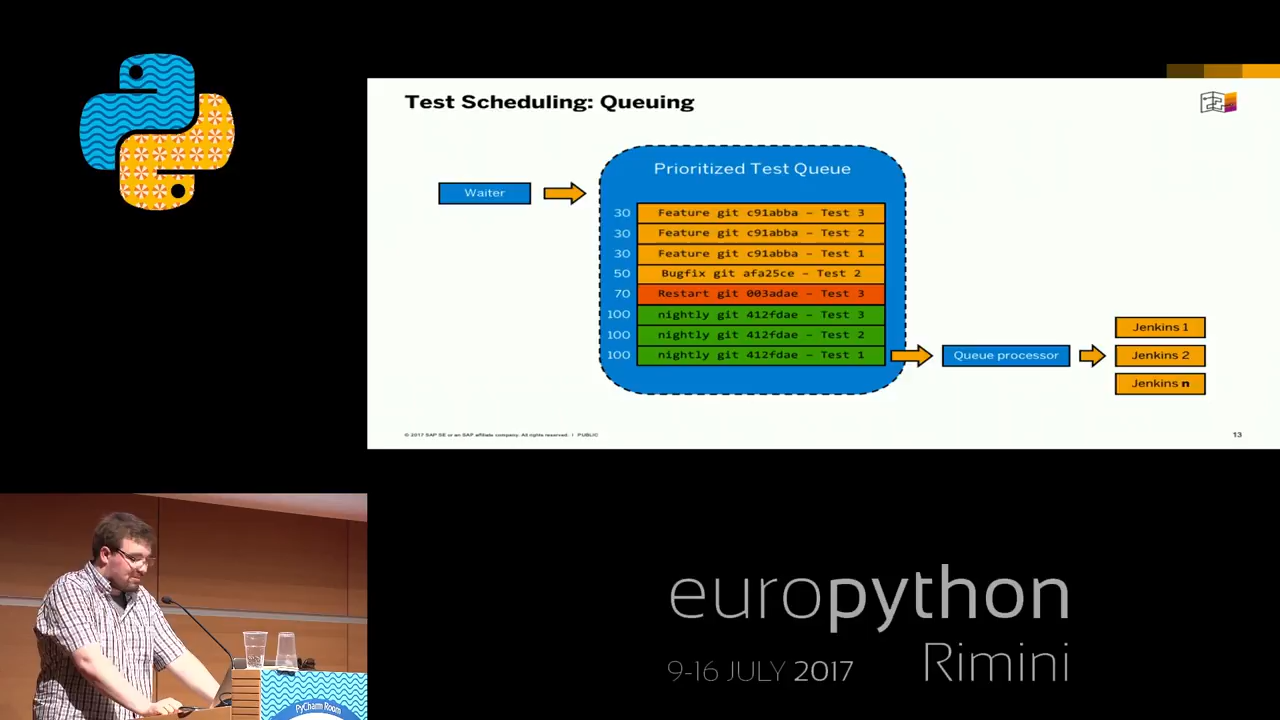 Test Scheduling: Queuing
Prioritized Test Queue
Waiter
30 Feature git c91abba – Test 3
30 Feature git c91abba – Test 2
30 Feature git c91abba – Test 1
50 Bugfix git afa25ce – Test 2
70 Restart git 003adae – Test 3
100 nightly git 412fdae – Test 3
100 nightly git 412fdae – Test 2
100 nightly git 412fdae – Test 1
Queue processor
Jenkins 1
Jenkins 2
Jenkins n
© 2017 SAP SE or an SAP affiliate company. All rights reserved. | PUBLIC
13
europython
Rimini
9-16 JULY 2017
PyCharm Room